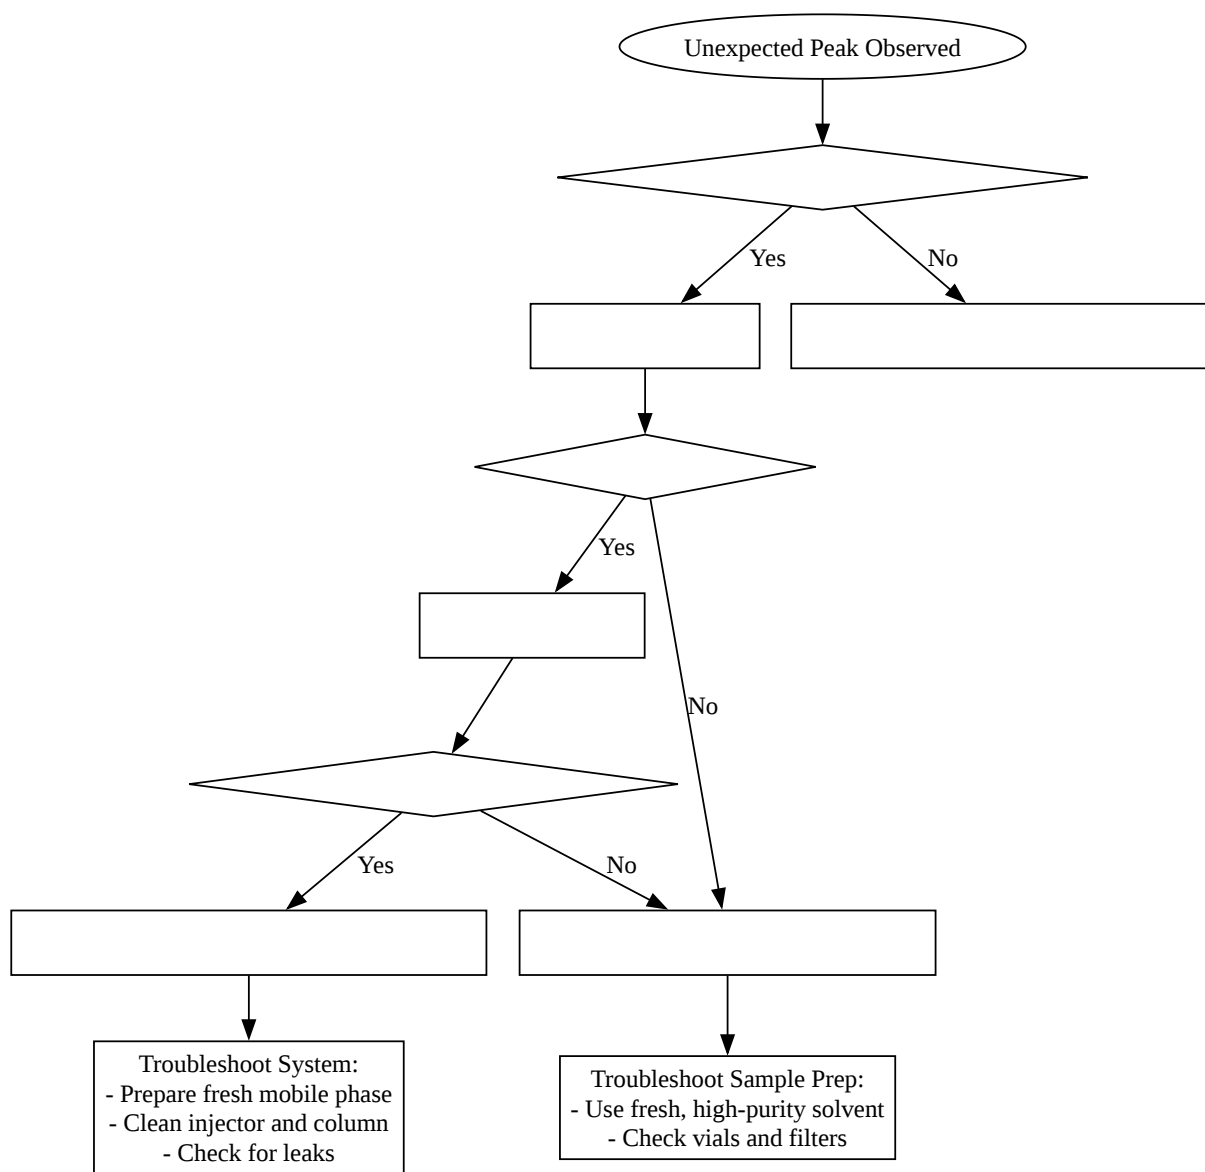 Unexpected Peak Observed
Yes
No
Yes
No
Yes
No
Troubleshoot System:
- Prepare fresh mobile phase
- Clean injector and column
- Check for leaks
Troubleshoot Sample Prep:
- Use fresh, high-purity solvent
- Check vials and filters